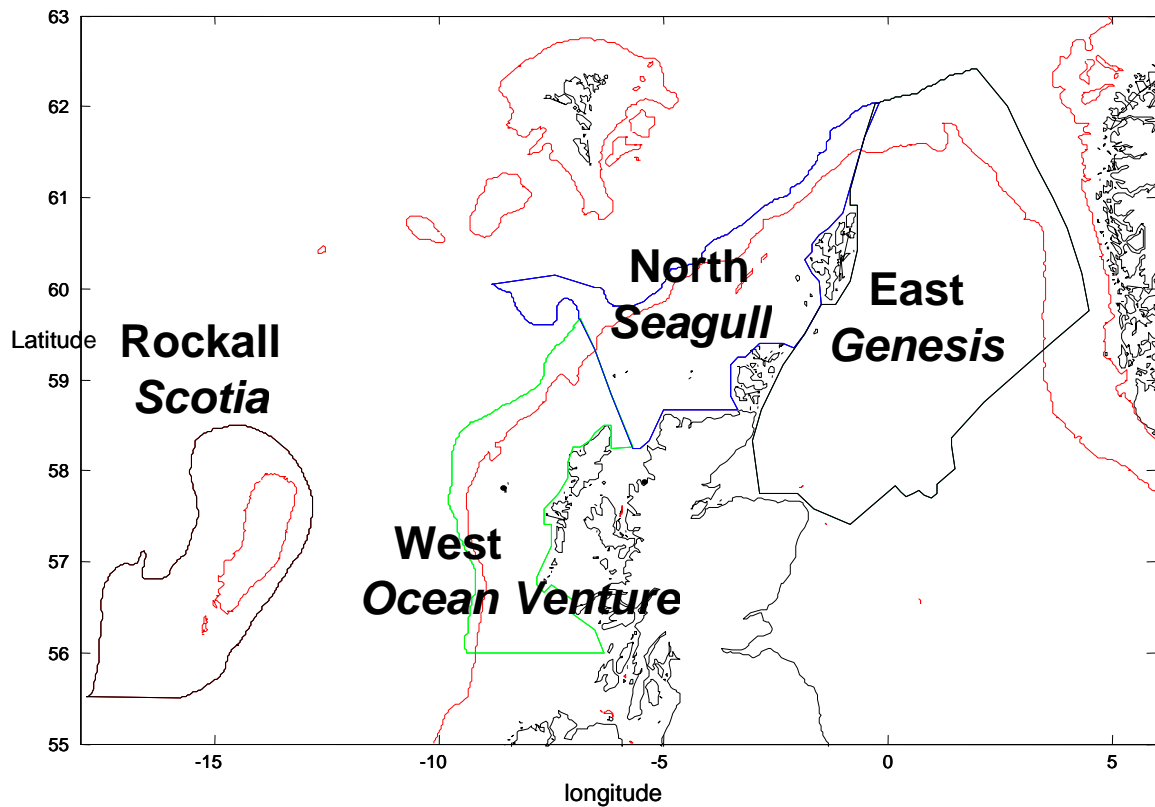 63
62
61
60
59
58
57
56
55
Latitude
North
Seagull
East
Genesis
Rockall
Scotia
West
Ocean Venture
-15
-10
-5
0
5
longitude